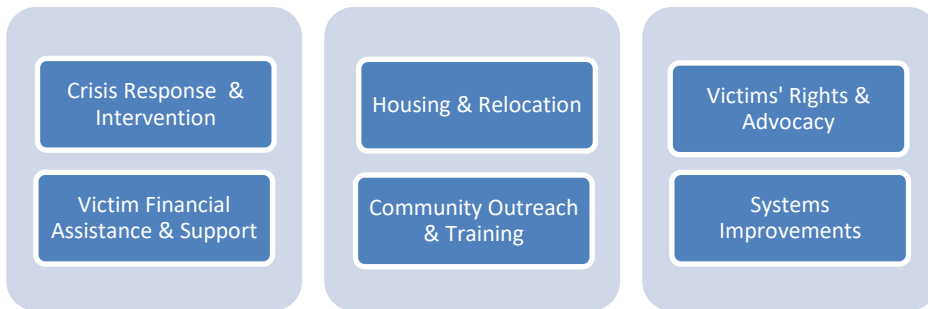 Crisis Response & 
Intervention
Victim Financial
Assistance & Support
Housing & Relocation
Community Outreach
& Training
Victims' Rights &
Advocacy
Systems
Improvements